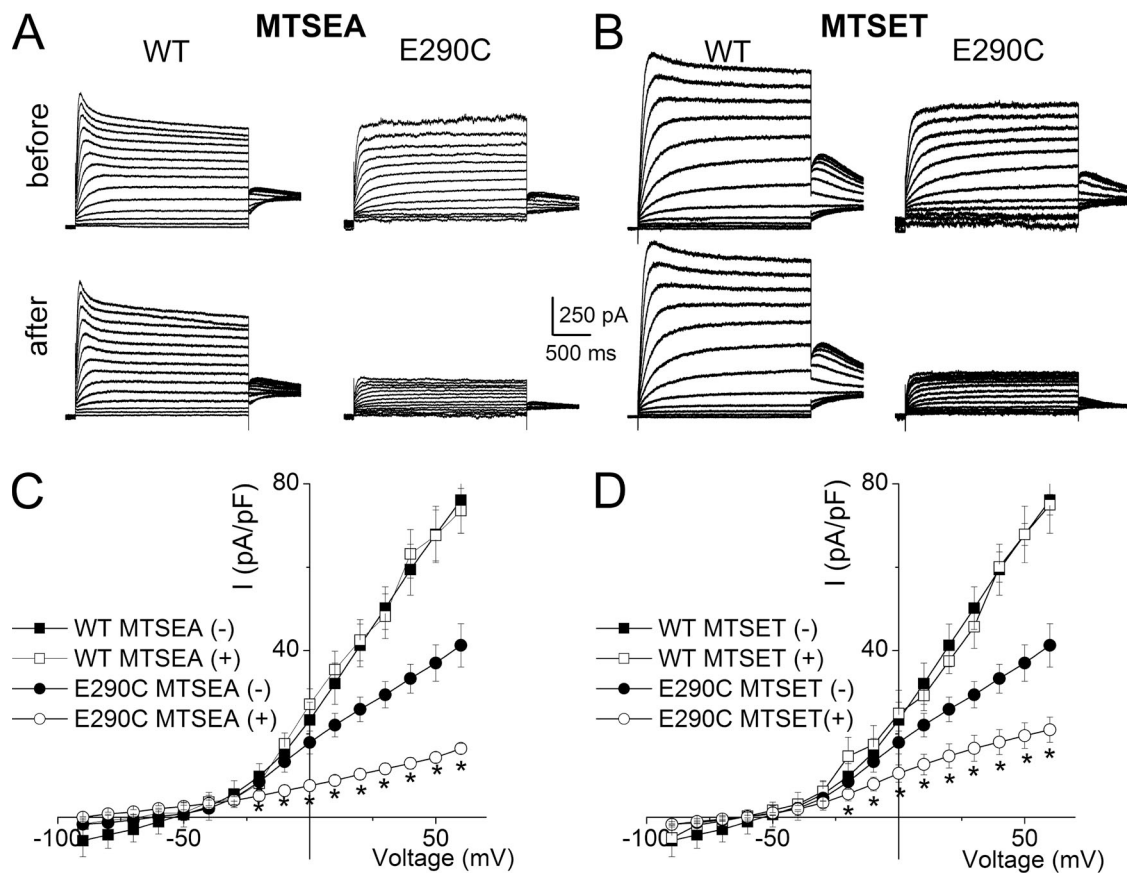 A
MTSEA
WT
E290C
B
MTSET
WT
E290C
before
after
250 pA
500 ms
C
80
I (pA/pF)
WT MTSEA (-)
WT MTSEA (+)
E290C MTSEA (-)
E290C MTSEA (+)
40
* * * * * * * * *
-100
-50
50
Voltage (mV)
D
80
I (pA/pF)
WT MTSET (-)
WT MTSET (+)
E290C MTSET (-)
E290C MTSET(+)
40
* * * * * * * * *
-100
-50
50
Voltage (mV)